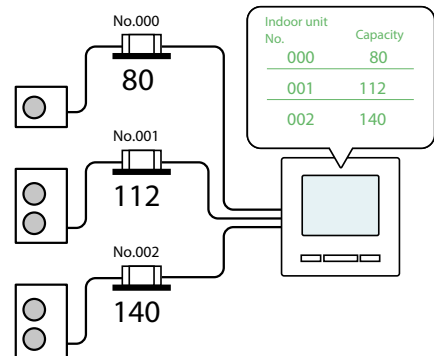 No.000
80
No.001
112
No.002
140
Indoor unit
No.
Capacity
000 80
001 112
002 140